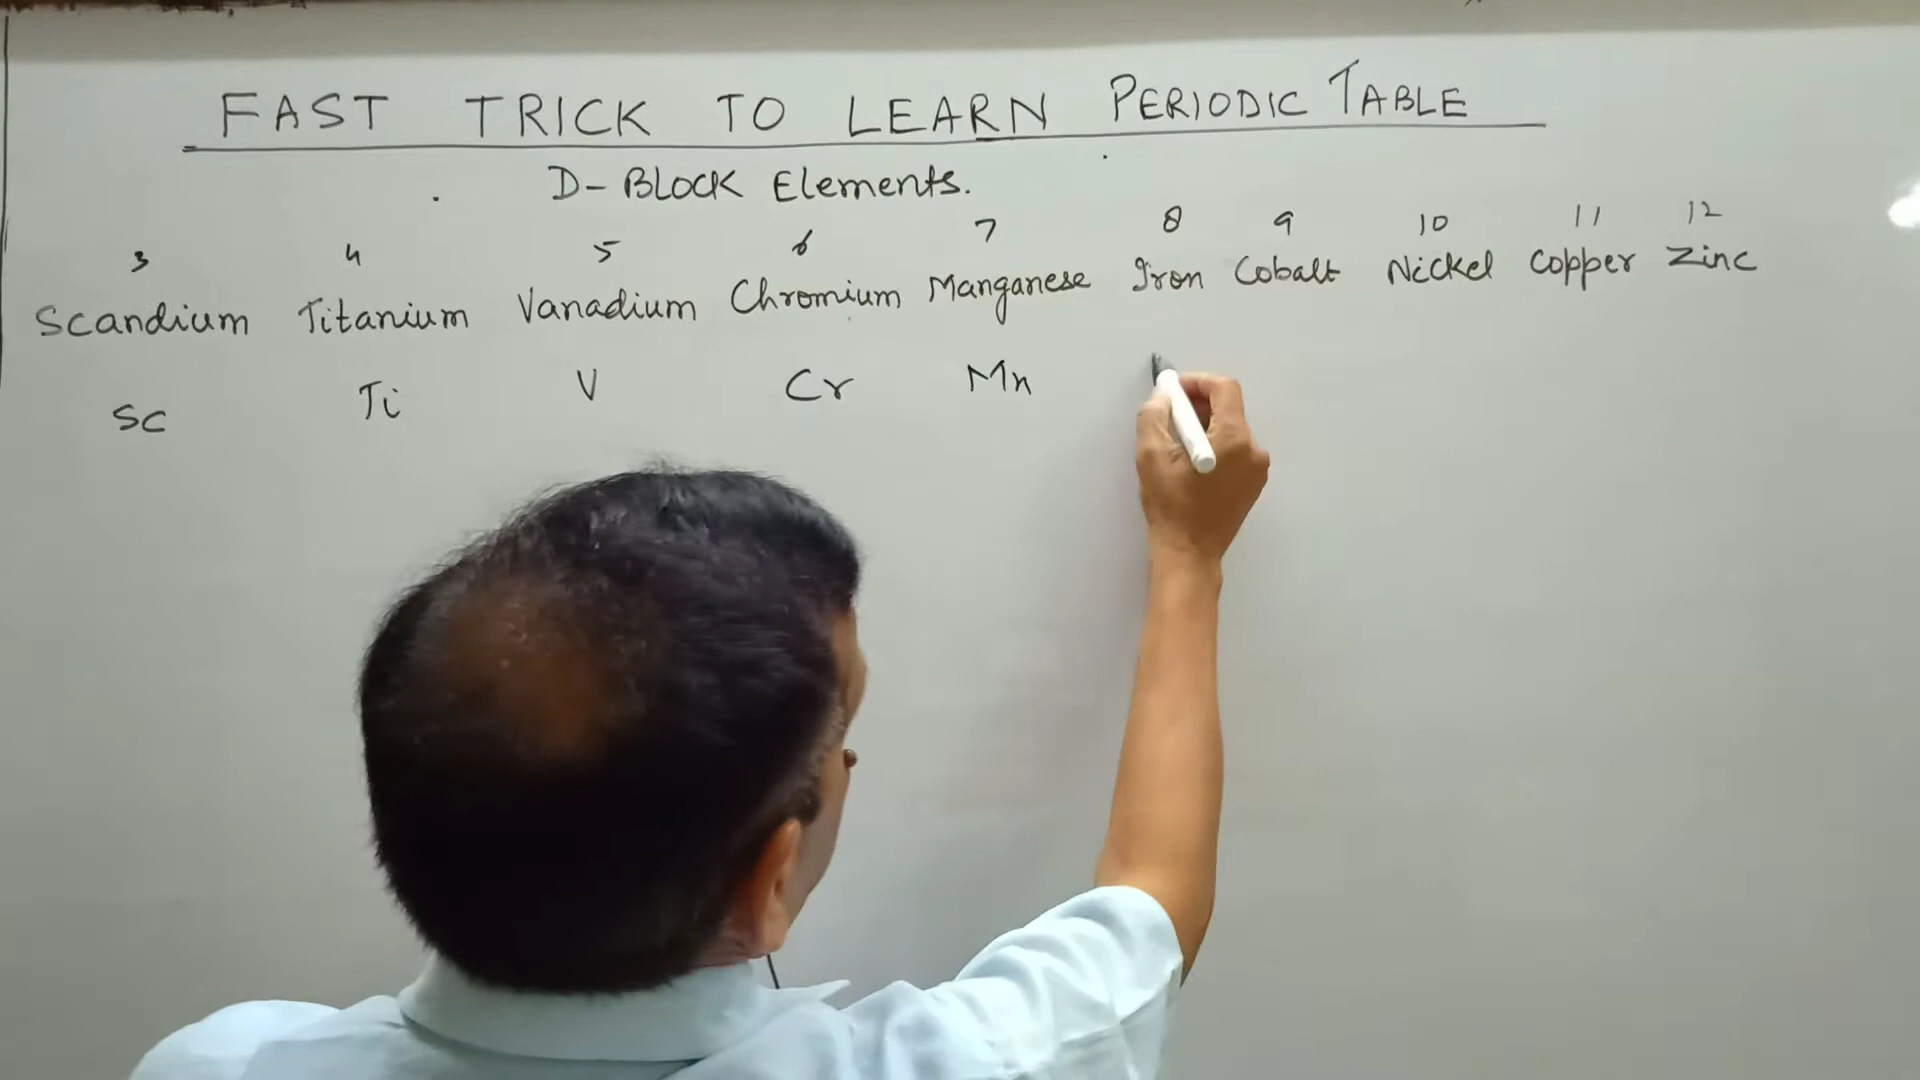 FAST TRICK TO LEARN PERIODIC TABLE
D-BLOCK Elements.
3 4 5 6 7 8 9 10 11 12
Scandium Titanium Vanadium Chromium Manganese Iron Cobalt Nickel Copper Zinc
Sc Ti V Cr Mn